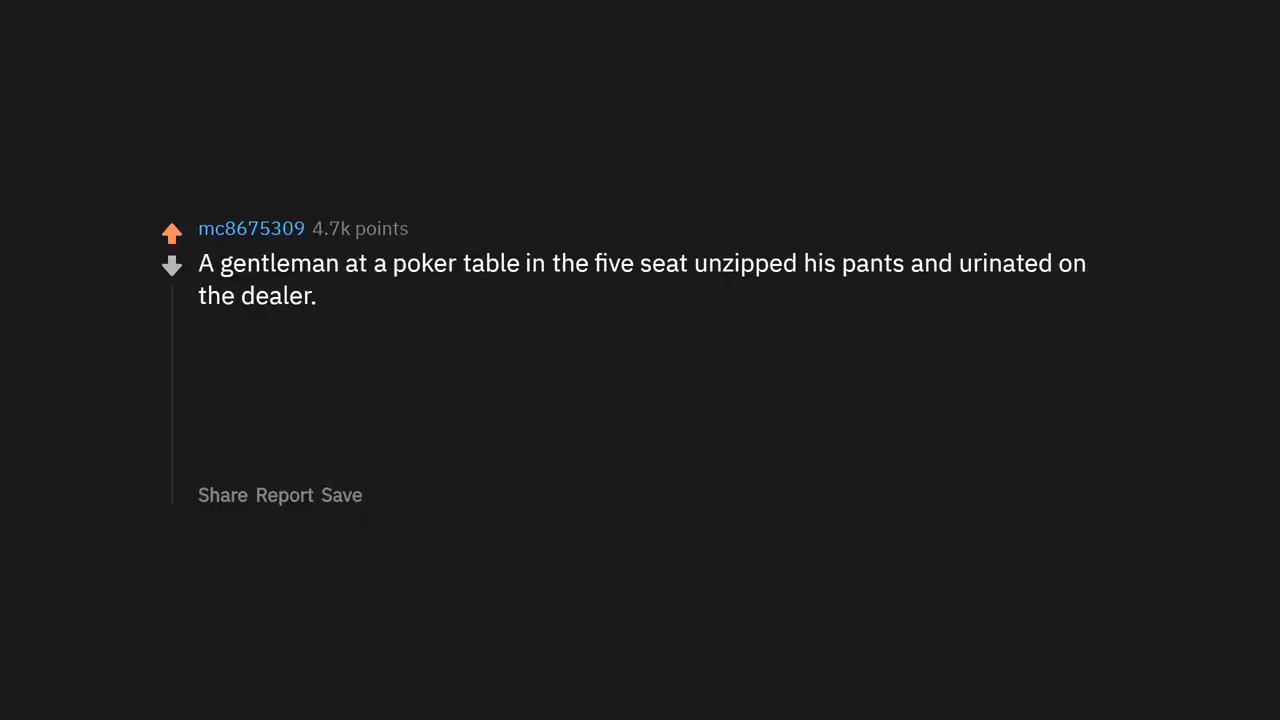 mc8675309 4.7k points
A gentleman at a poker table in the five seat unzipped his pants and urinated on
the dealer.
Share Report Save